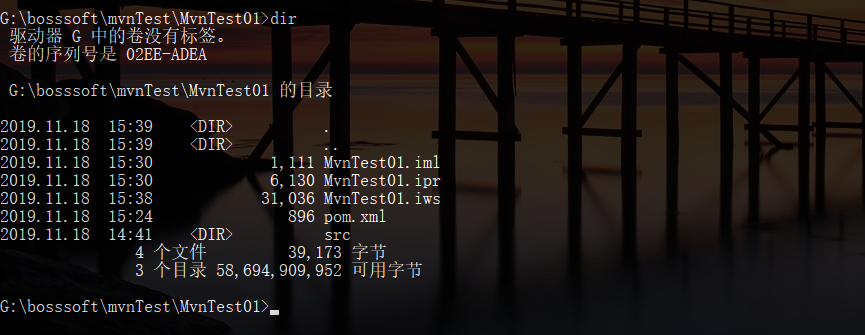 G:\bosssoft\mvnTest\MvnTest01>dir
驱动器 G 中的卷没有标签。
卷的序列号是 02EE-ADEA
G:\bosssoft\mvnTest\MvnTest01 的目录
2019.11.18  15:39    <DIR>          .
2019.11.18  15:39    <DIR>          ..
2019.11.18  15:30             1,111 MvnTest01.iml
2019.11.18  15:30             6,130 MvnTest01.ipr
2019.11.18  15:38            31,036 MvnTest01.iws
2019.11.18  15:24               896 pom.xml
2019.11.18  14:41    <DIR>          src
4 个文件         39,173 字节
3 个目录 58,694,909,952 可用字节
G:\bosssoft\mvnTest\MvnTest01>